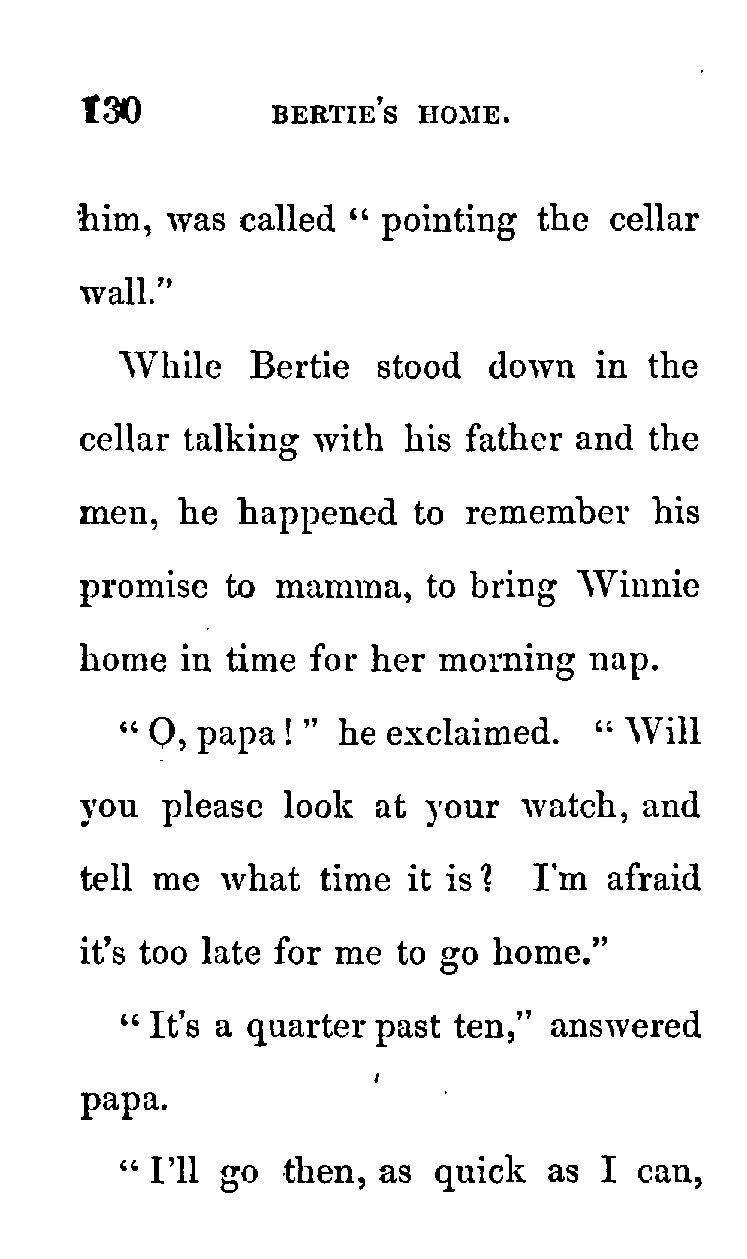 130 BERTIE'S HOME.
him, was called " pointing the cellar
wall."
While Bertie stood down in the
cellar talking with his father and the
men, he happened to remember his
promise to mamma, to bring Winnie
home in time for her morning nap.
" O, papa ! " he exclaimed. " Will
you please look at your watch, and
tell me what time it is ? I'm afraid
it's too late for me to go home."
" It's a quarter past ten," answered
papa.
" I'll go then, as quick as I can,